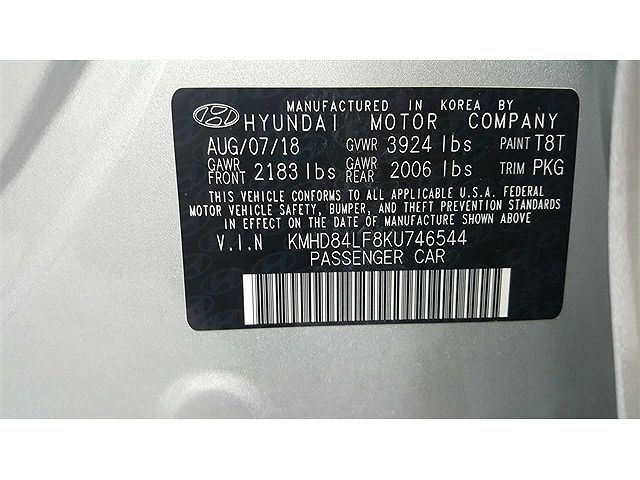 MANUFACTURED IN KOREA BY
HYUNDAI MOTOR COMPANY
AUG/07/18 GVWR 3924 lbs PAINT T8T
GAWR FRONT 2183 lbs GAWR REAR 2006 lbs TRIM PKG
THIS VEHICLE CONFORMS TO ALL APPLICABLE U.S.A. FEDERAL
MOTOR VEHICLE SAFETY, BUMPER, AND THEFT PREVENTION STANDARDS
IN EFFECT ON THE DATE OF MANUFACTURE SHOWN ABOVE.
V.I.N KMHD84LF8KU746544
PASSENGER CAR